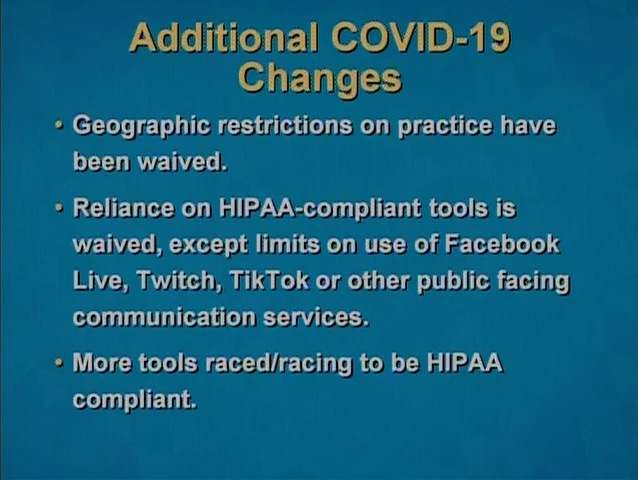 Additional COVID-19
Changes
• Geographic restrictions on practice have
been waived.
• Reliance on HIPAA-compliant tools is
waived, except limits on use of Facebook
Live, Twitch, TikTok or other public facing
communication services.
• More tools raced/racing to be HIPAA
compliant.